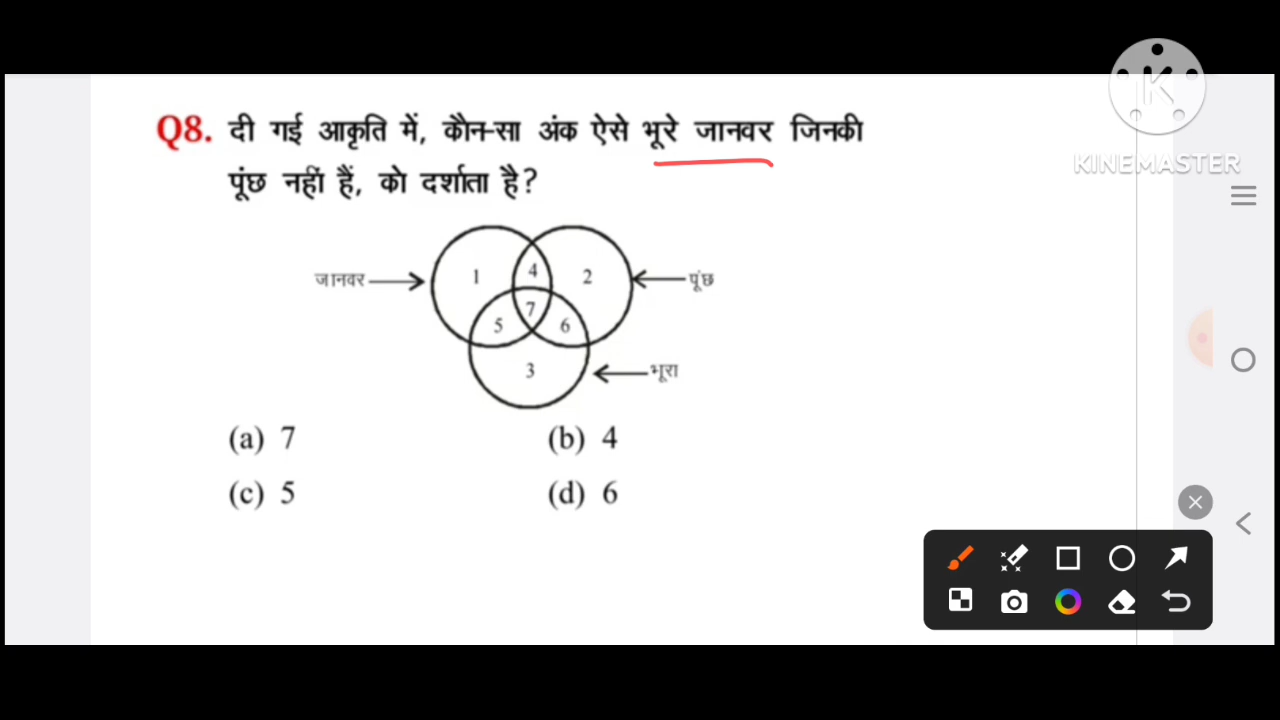 Q8. दी गई आकृति में, कौन-सा अंक ऐसे भूरे जानवर जिनकी
पूंछ नहीं हैं, को दर्शाता है?
जानवर
1
4
2
पूंछ
7
5
6
3
भूरा
(a) 7
(b) 4
(c) 5
(d) 6
K
KINEMASTER